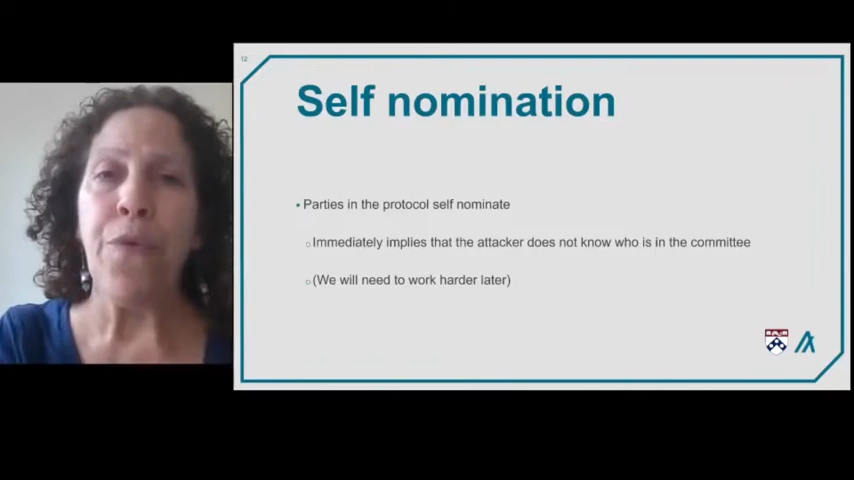 12
Self nomination
▪ Parties in the protocol self nominate
○ Immediately implies that the attacker does not know who is in the committee
○ (We will need to work harder later)